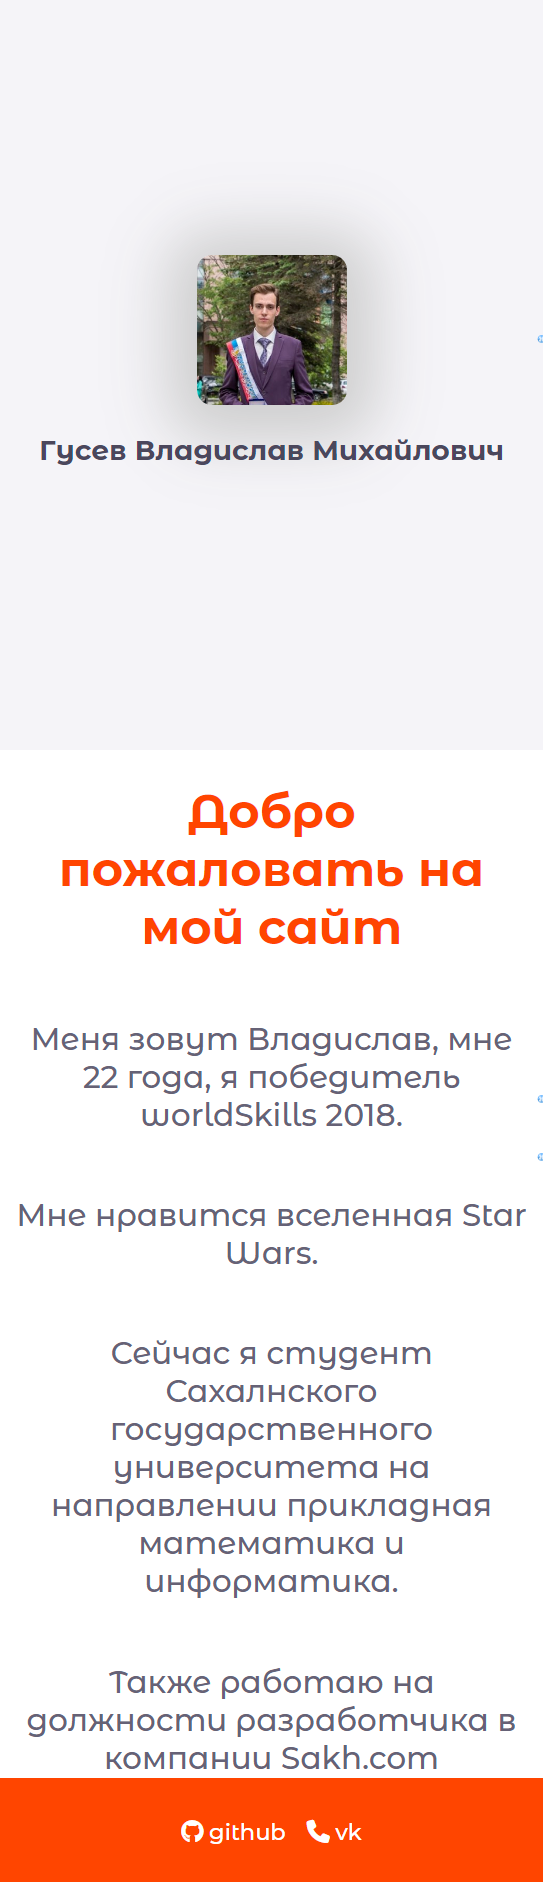 Гусев Владислав Михайлович
Добро
пожаловать на
мой сайт
Меня зовут Владислав, мне
22 года, я победитель
worldSkills 2018.
Мне нравится вселенная Star
Wars.
Сейчас я студент
Сахалнского
государственного
университета на
направлении прикладная
математика и
информатика.
Также работаю на
должности разработчика в
компании Sakh.com
github vk